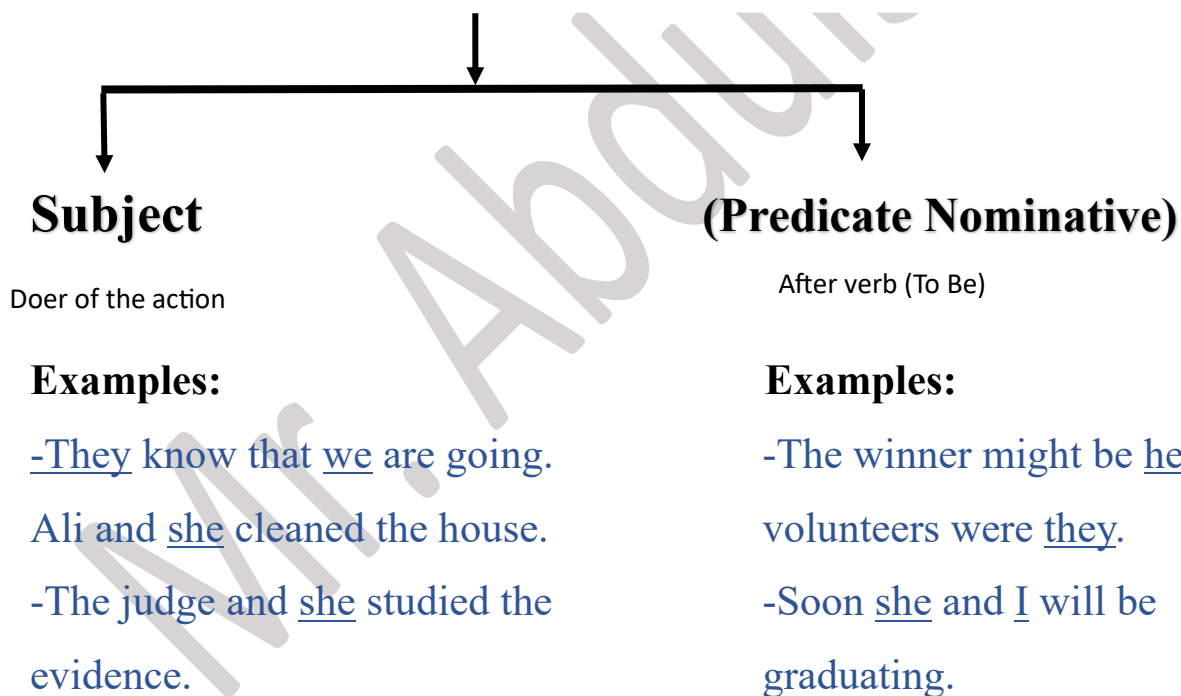 Subject
Doer of the action
Examples:
-They know that we are going.
Ali and she cleaned the house.
-The judge and she studied the
evidence.
(Predicate Nominative)
After verb (To Be)
Examples:
-The winner might be he
volunteers were they.
-Soon she and I will be
graduating.
Mr. Abdul